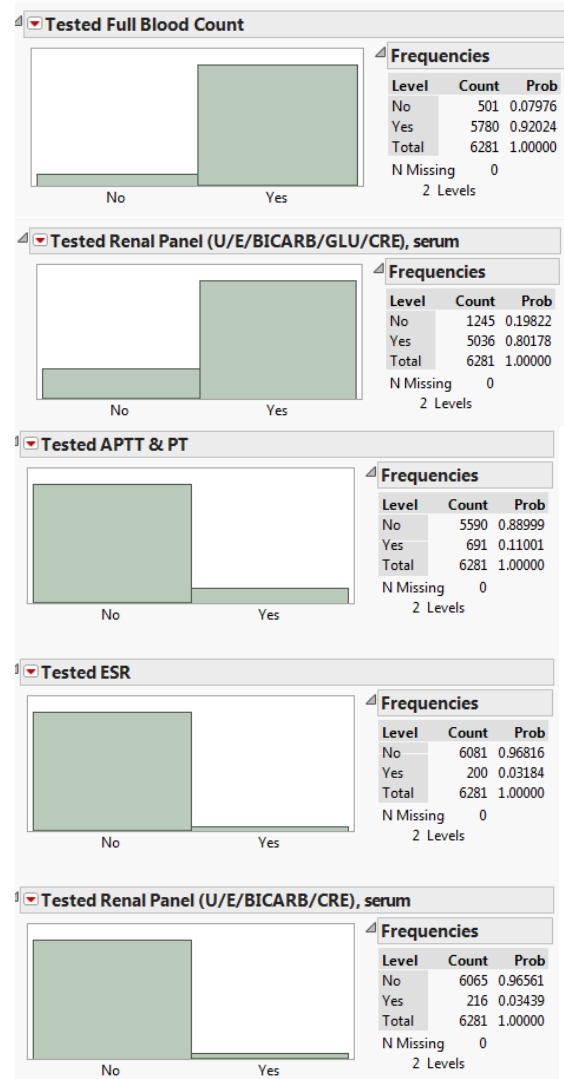 Tested Full Blood Count
Frequencies
Level Count Prob
No 501 0.07976
Yes 5780 0.92024
Total 6281 1.00000
N Missing 0
2 Levels
No Yes
Tested Renal Panel (U/E/BICARB/GLU/CRE), serum
Frequencies
Level Count Prob
No 1245 0.19822
Yes 5036 0.80178
Total 6281 1.00000
N Missing 0
2 Levels
No Yes
Tested APTT & PT
Frequencies
Level Count Prob
No 5590 0.88999
Yes 691 0.11001
Total 6281 1.00000
N Missing 0
2 Levels
No Yes
Tested ESR
Frequencies
Level Count Prob
No 6081 0.96816
Yes 200 0.03184
Total 6281 1.00000
N Missing 0
2 Levels
No Yes
Tested Renal Panel (U/E/BICARB/CRE), serum
Frequencies
Level Count Prob
No 6065 0.96561
Yes 216 0.03439
Total 6281 1.00000
N Missing 0
2 Levels
No Yes